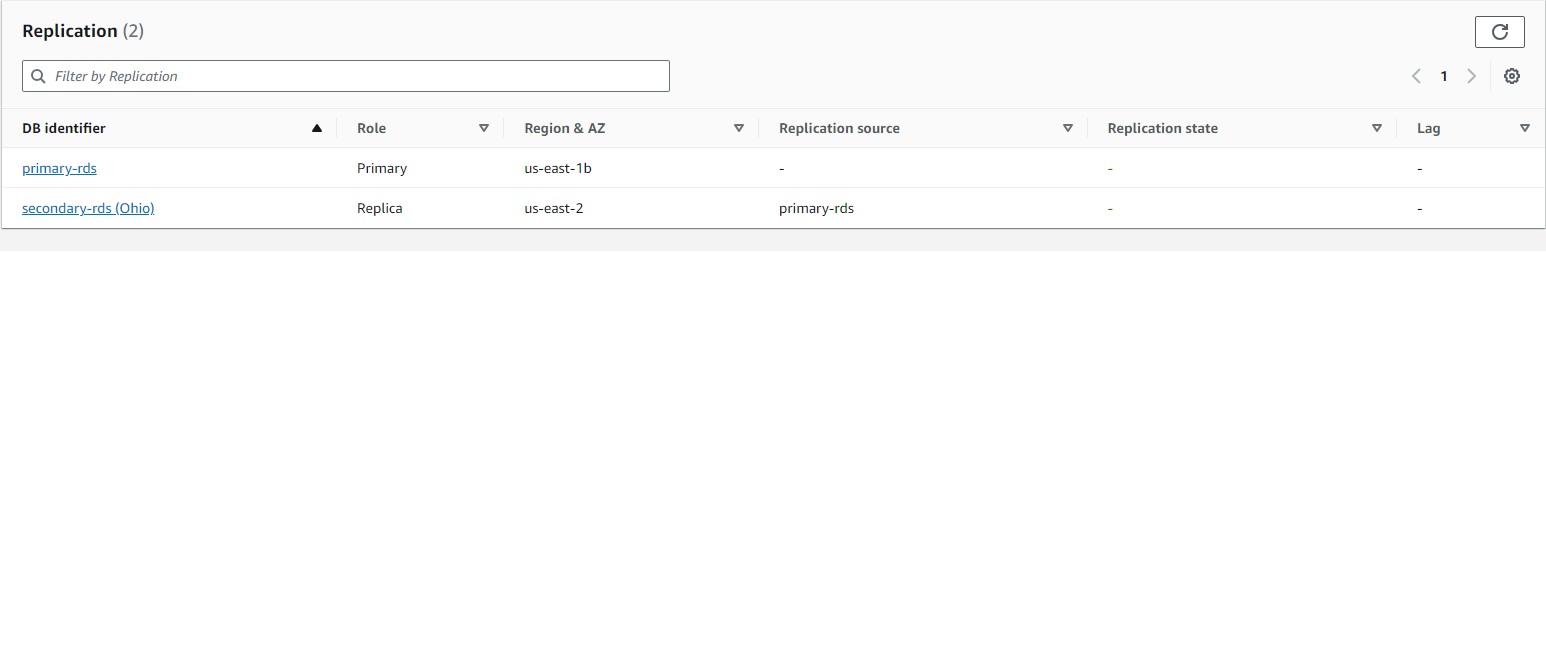 Replication (2)
Filter by Replication
1
DB identifier Role Region & AZ Replication source Replication state Lag
primary-rds Primary us-east-1b - - -
secondary-rds (Ohio) Replica us-east-2 primary-rds - -